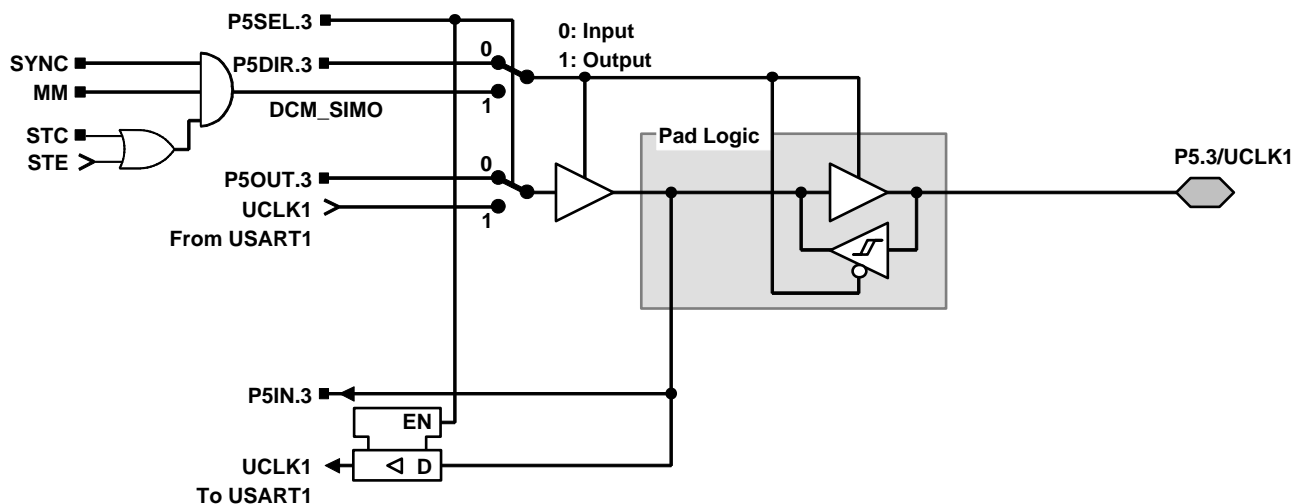 P5SEL.3
0: Input
1: Output
0
SYNC
P5DIR.3
MM
1
DCM_SIMO
STC
STE
Pad Logic
P5.3/UCLK1
0
P5OUT.3
UCLK1
1
From USART1
P5IN.3
EN
UCLK1
D
To USART1